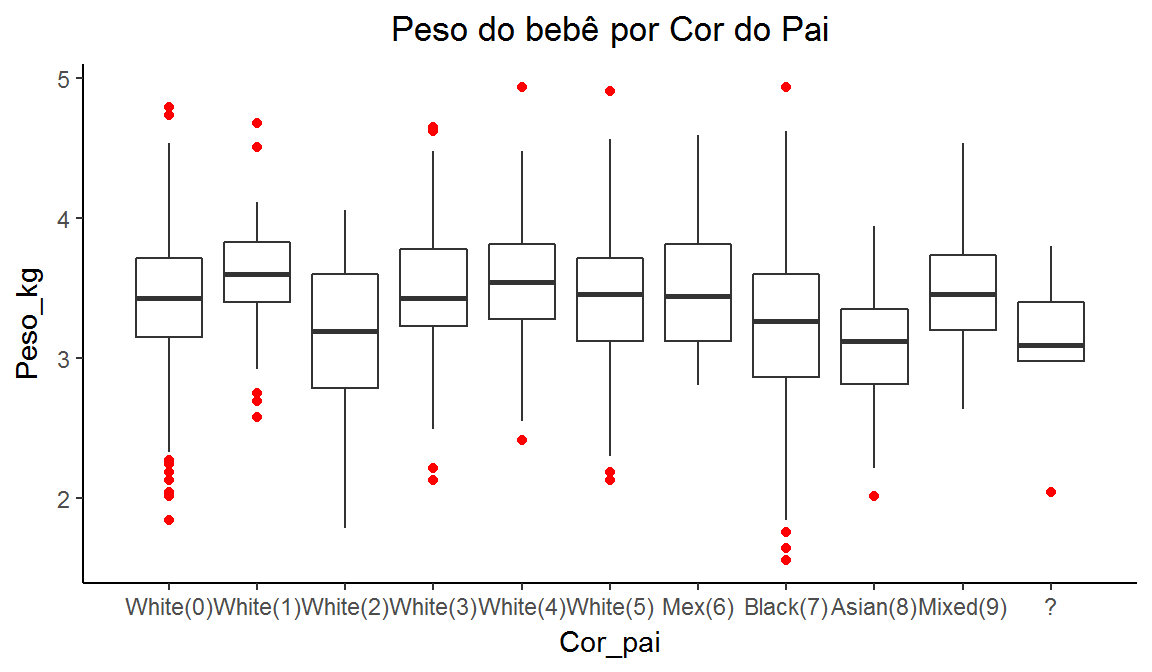 Peso do bebê por Cor do Pai
Peso_kg
5
4
3
2
White(0) White(1) White(2) White(3) White(4) White(5) Mex(6) Black(7) Asian(8) Mixed(9) ?
Cor_pai